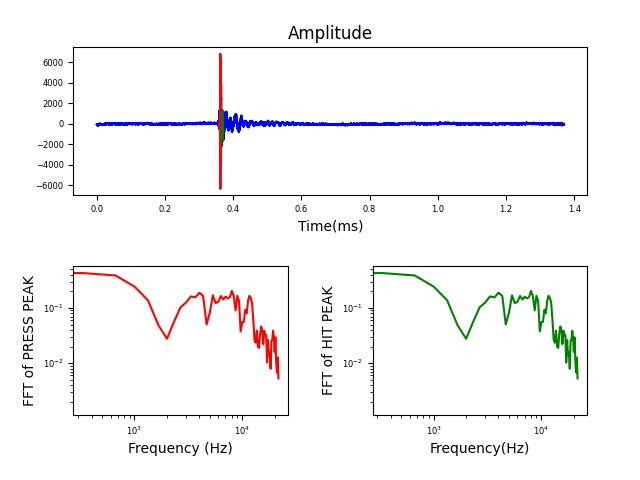 Amplitude
6000
4000
2000
0
−2000
−4000
−6000
0.0 0.2 0.4 0.6 0.8 1.0 1.2 1.4
Time(ms)
FFT of PRESS PEAK
10⁻¹
10⁻²
10³ 10⁴
Frequency (Hz)
FFT of HIT PEAK
10⁻¹
10⁻²
10³ 10⁴
Frequency(Hz)